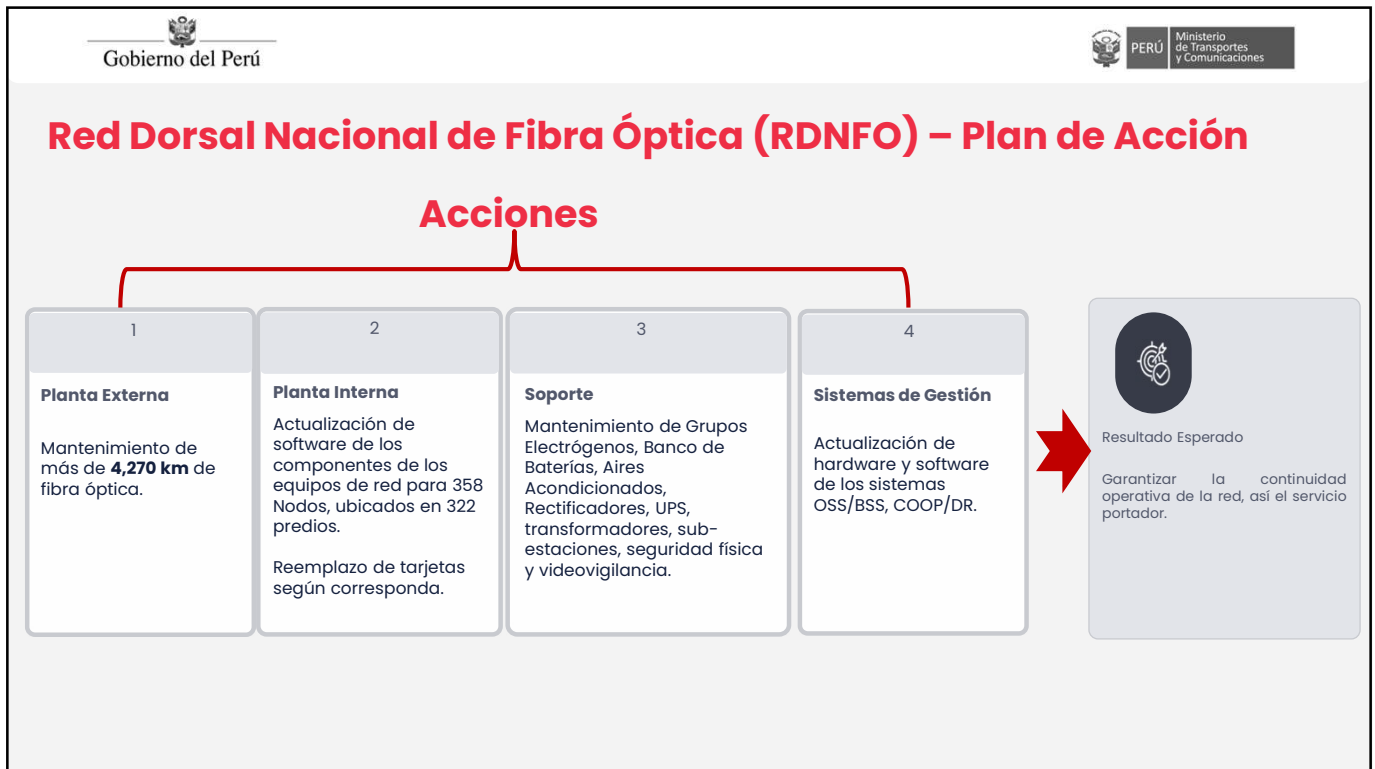 Gobierno del Perú
PERÚ
Ministerio
de Transportes
y Comunicaciones
Red Dorsal Nacional de Fibra Óptica (RDNFO) – Plan de Acción
Acciones
1
Planta Externa
Mantenimiento de
más de 4,270 km de
fibra óptica.
2
Planta Interna
Actualización de
software de los
componentes de los
equipos de red para 358
Nodos, ubicados en 322
predios.
Reemplazo de tarjetas
según corresponda.
3
Soporte
Mantenimiento de Grupos
Electrógenos, Banco de
Baterías, Aires
Acondicionados,
Rectificadores, UPS,
transformadores, sub-
estaciones, seguridad física
y videovigilancia.
4
Sistemas de Gestión
Actualización de
hardware y software
de los sistemas
OSS/BSS, COOP/DR.
Resultado Esperado
Garantizar la continuidad
operativa de la red, así el servicio
portador.